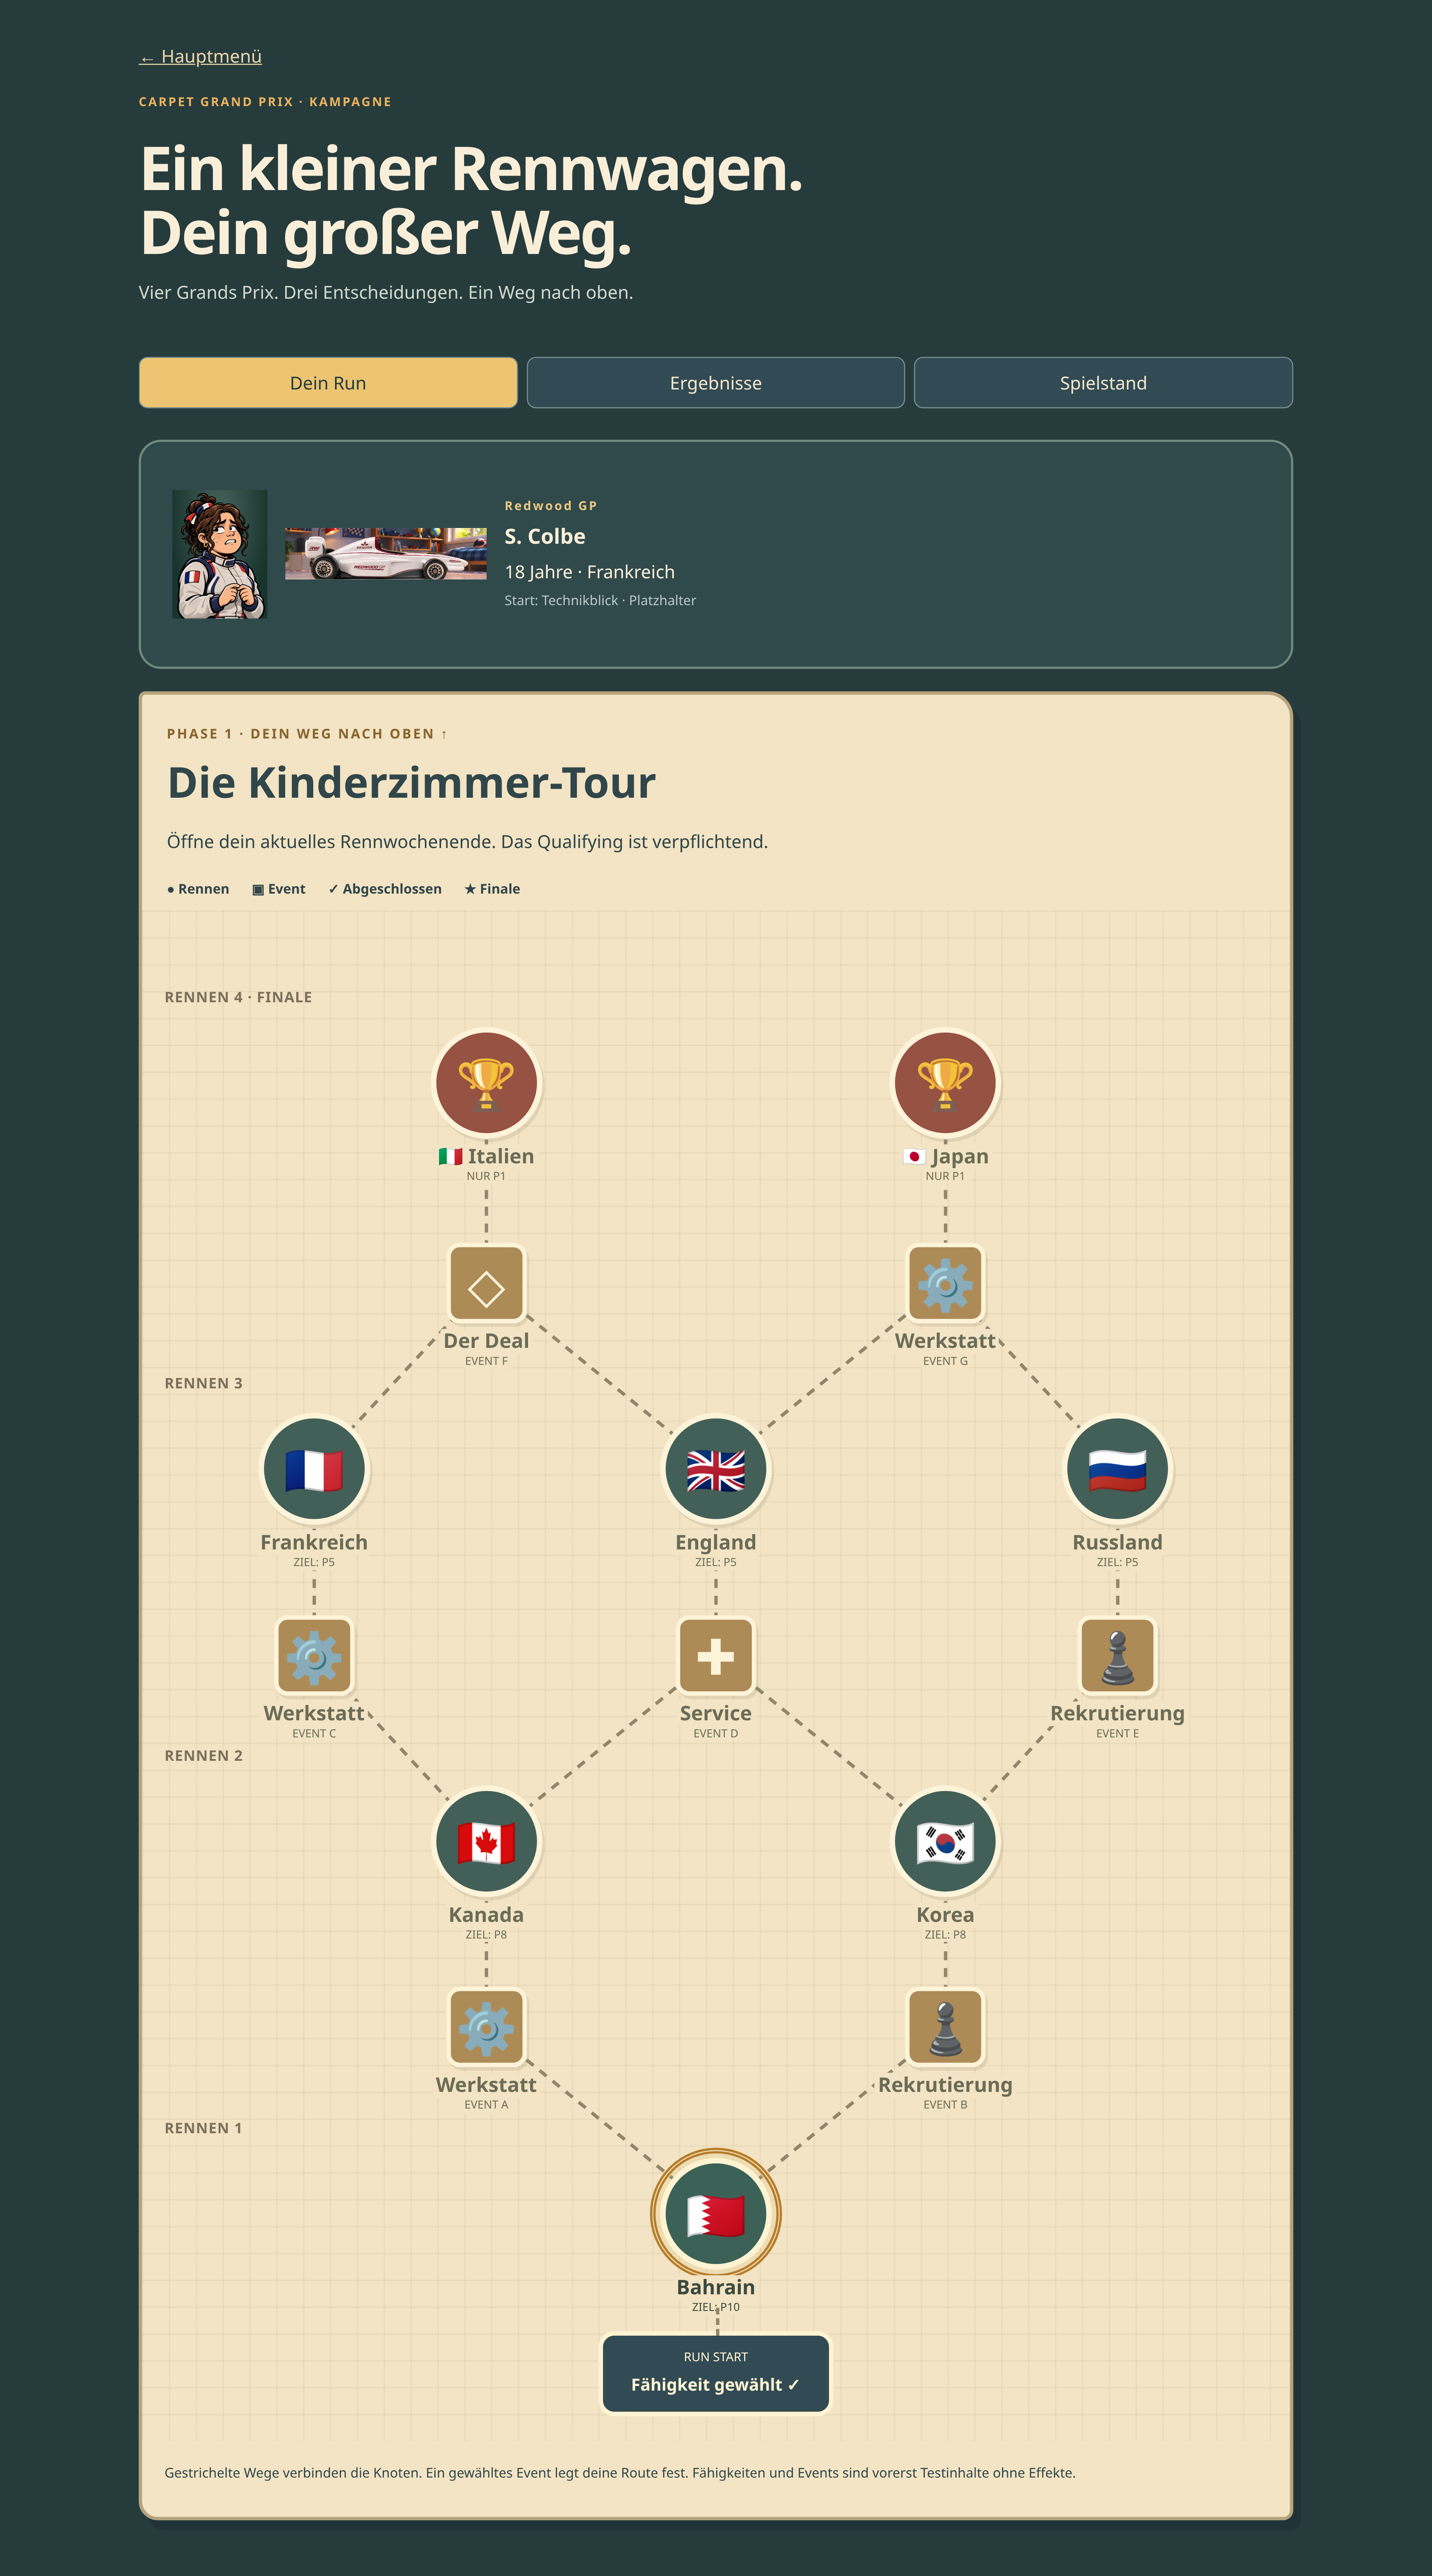 ← Hauptmenü
CARPET GRAND PRIX · KAMPAGNE
Ein kleiner Rennwagen.
Dein großer Weg.
Vier Grands Prix. Drei Entscheidungen. Ein Weg nach oben.
Dein Run
Ergebnisse
Spielstand
Redwood GP
S. Colbe
18 Jahre · Frankreich
Start: Technikblick · Platzhalter
PHASE 1 · DEIN WEG NACH OBEN ↑
Die Kinderzimmer-Tour
Öffne dein aktuelles Rennwochenende. Das Qualifying ist verpflichtend.
● Rennen ▣ Event ✓ Abgeschlossen ★ Finale
RENNEN 4 · FINALE
Italien
NUR P1
Japan
NUR P1
Der Deal
EVENT F
Werkstatt
EVENT G
RENNEN 3
Frankreich
ZIEL: P5
England
ZIEL: P5
Russland
ZIEL: P5
Werkstatt
EVENT C
Service
EVENT D
Rekrutierung
EVENT E
RENNEN 2
Kanada
ZIEL: P8
Korea
ZIEL: P8
Werkstatt
EVENT A
Rekrutierung
EVENT B
RENNEN 1
Bahrain
ZIEL: P10
RUN START
Fähigkeit gewählt ✓
Gestrichelte Wege verbinden die Knoten. Ein gewähltes Event legt deine Route fest. Fähigkeiten und Events sind vorerst Testinhalte ohne Effekte.